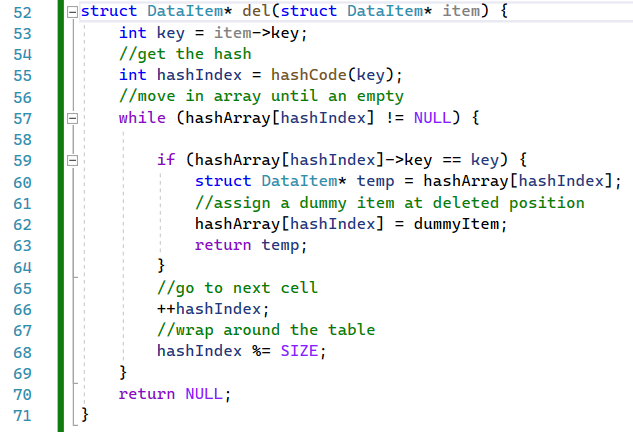 52 struct DataItem* del(struct DataItem* item) {
53     int key = item->key;
54     //get the hash
55     int hashIndex = hashCode(key);
56     //move in array until an empty
57     while (hashArray[hashIndex] != NULL) {
58
59         if (hashArray[hashIndex]->key == key) {
60             struct DataItem* temp = hashArray[hashIndex];
61             //assign a dummy item at deleted position
62             hashArray[hashIndex] = dummyItem;
63             return temp;
64         }
65         //go to next cell
66         ++hashIndex;
67         //wrap around the table
68         hashIndex %= SIZE;
69     }
70     return NULL;
71 }